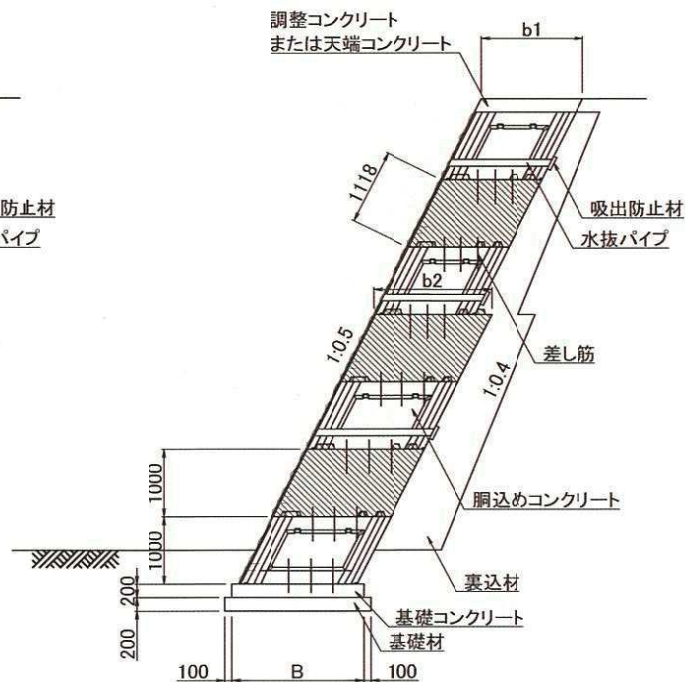 調整コンクリート
または天端コンクリート
b1
1118
防止材
パイプ
吸出防止材
水抜パイプ
b2
差し筋
1:0.5
1:0.4
1000
胴込めコンクリート
1000
裏込材
200
基礎コンクリート
200
基礎材
100
B
100